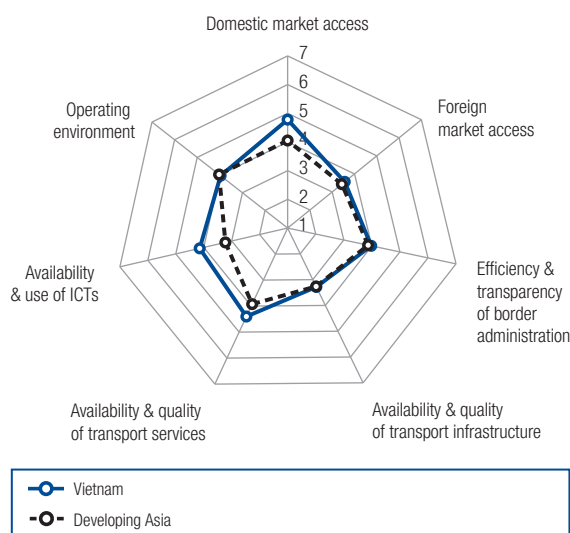 Domestic market access
7
6
5
4
3
2
1
Foreign
market access
Efficiency &
transparency
of border
administration
Availability & quality
of transport infrastructure
Availability & quality
of transport services
Availability
& use of ICTs
Operating
environment
Vietnam
Developing Asia